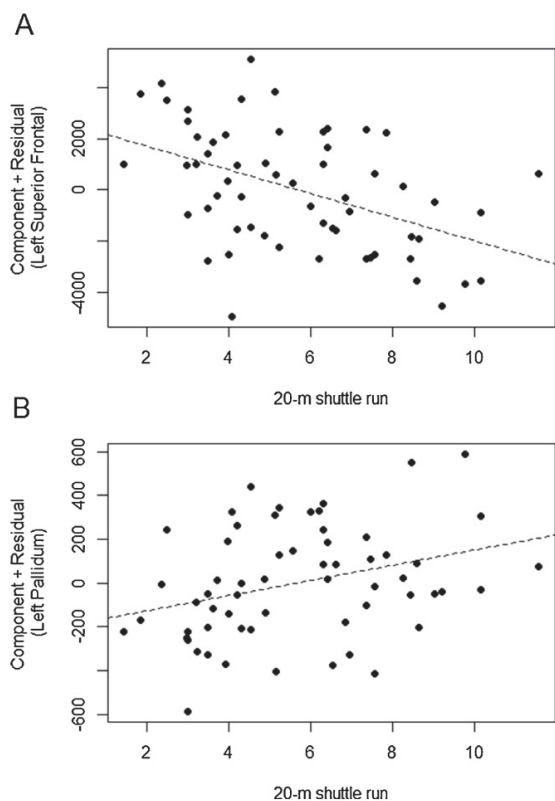 A
Component + Residual
(Left Superior Frontal)
2000
0
-4000
2 4 6 8 10
20-m shuttle run
B
Component + Residual
(Left Pallidum)
600
400
200
0
-200
-600
2 4 6 8 10
20-m shuttle run